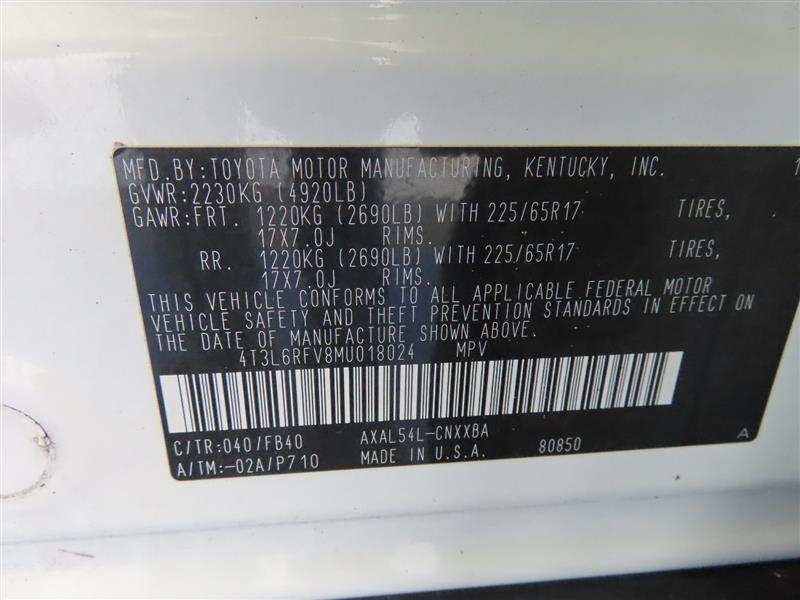 MFD.BY:TOYOTA MOTOR MANUFACTURING, KENTUCKY, INC.
GVWR:2230KG (4920LB)
GAWR:FRT. 1220KG (2690LB) WITH 225/65R17 TIRES,
17X7.0J RIMS.
RR. 1220KG (2690LB) WITH 225/65R17 TIRES,
17X7.0J RIMS.
THIS VEHICLE CONFORMS TO ALL APPLICABLE FEDERAL MOTOR
VEHICLE SAFETY AND THEFT PREVENTION STANDARDS IN EFFECT ON
THE DATE OF MANUFACTURE SHOWN ABOVE.
4T3L6RFV8MU018024 MPV
C/TR:040/FB40 AXAL54L-CNXXBA
A/TM:-02A/P710 MADE IN U.S.A. 80850 A